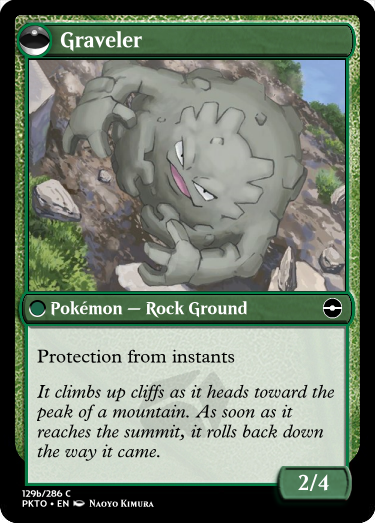 Graveler
Pokémon — Rock Ground
Protection from instants
It climbs up cliffs as it heads toward the
peak of a mountain. As soon as it
reaches the summit, it rolls back down
the way it came.
2/4
129b/286 C
PKTO • EN Naoyo Kimura